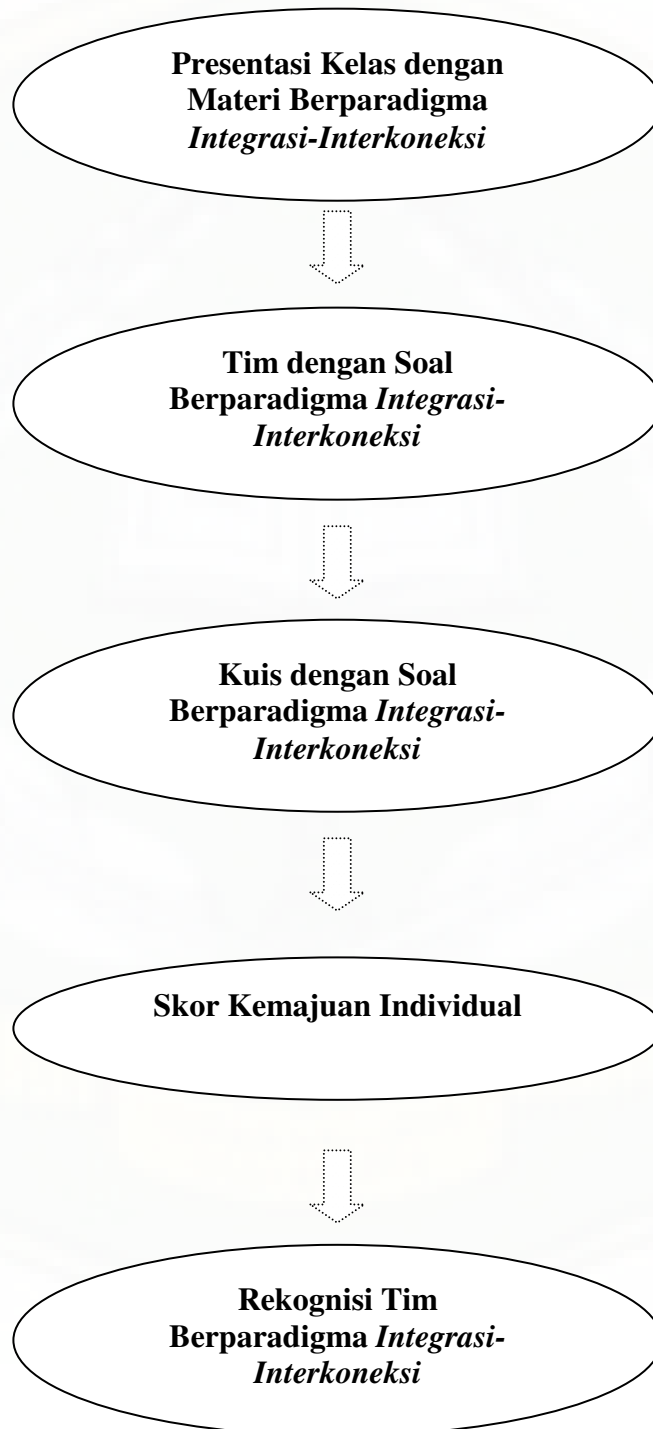 Presentasi Kelas dengan
Materi Berparadigma
Integrasi-Interkoneksi
Tim dengan Soal
Berparadigma Integrasi-
Interkoneksi
Kuis dengan Soal
Berparadigma Integrasi-
Interkoneksi
Skor Kemajuan Individual
Rekognisi Tim
Berparadigma Integrasi-
Interkoneksi